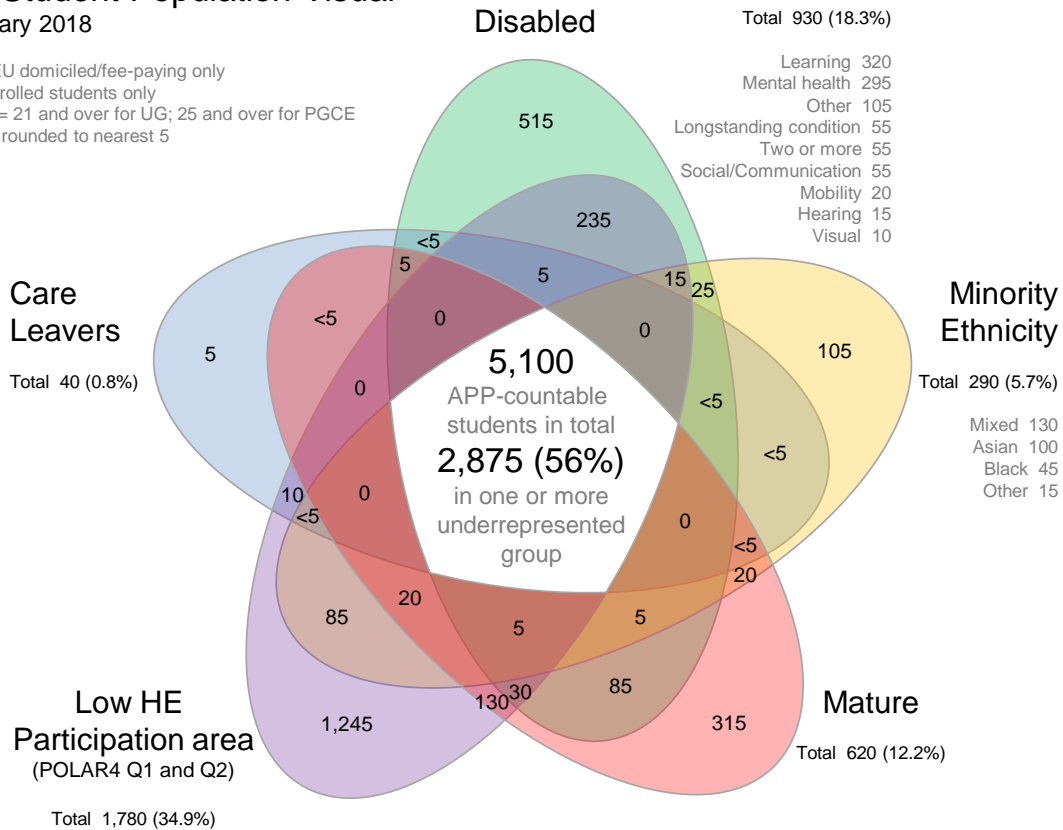 Student Population Visual
ary 2018
EU domiciled/fee-paying only
rolled students only
= 21 and over for UG; 25 and over for PGCE
rounded to nearest 5
Disabled
Total 930 (18.3%)
Learning 320
Mental health 295
Other 105
Longstanding condition 55
Two or more 55
Social/Communication 55
Mobility 20
Hearing 15
Visual 10
515
235
<5
5
5
15
25
Care
Leavers
Total 40 (0.8%)
Minority
Ethnicity
Total 290 (5.7%)
Mixed 130
Asian 100
Black 45
Other 15
<5
0
0
5
105
0
<5
<5
5,100
APP-countable
students in total
2,875 (56%)
in one or more
underrepresented
group
10
<5
0
0
<5
20
85
20
5
5
130
30
85
1,245
315
Low HE
Participation area
(POLAR4 Q1 and Q2)
Total 1,780 (34.9%)
Mature
Total 620 (12.2%)